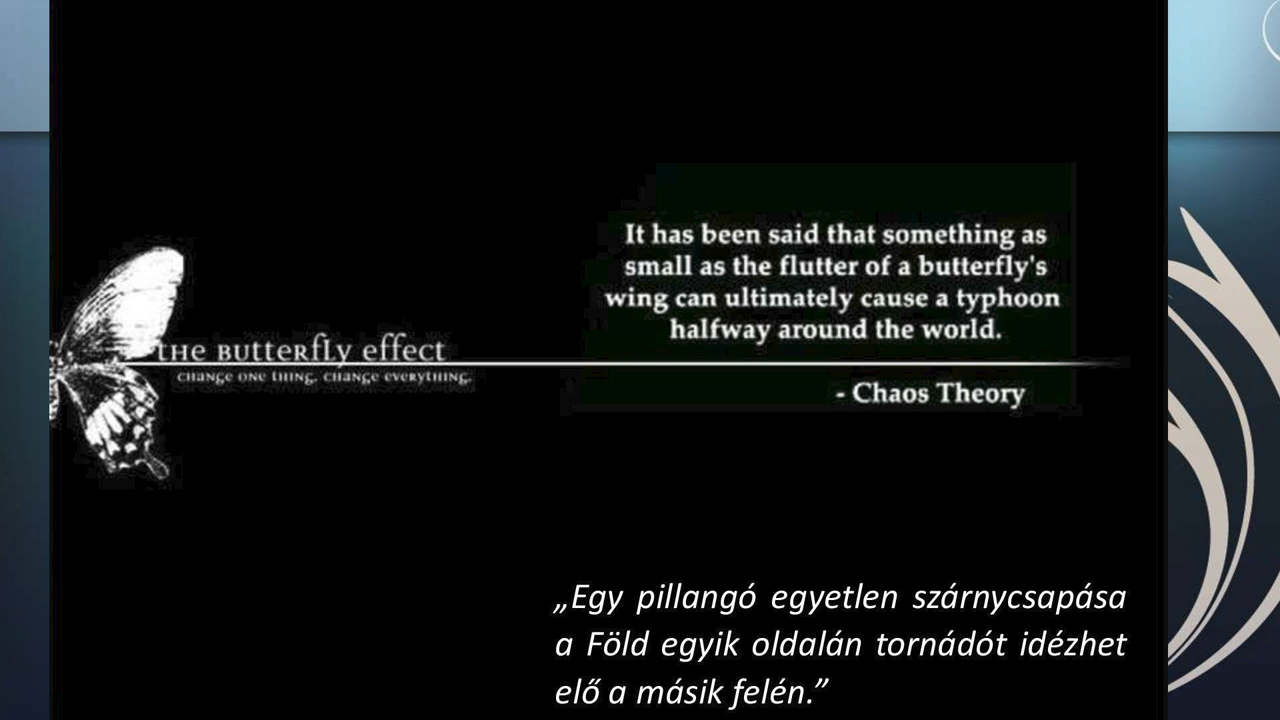 It has been said that something as
small as the flutter of a butterfly's
wing can ultimately cause a typhoon
halfway around the world.
- Chaos Theory
the Butterfly effect
change one thing. change everything.
„Egy pillangó egyetlen szárnycsapása
a Föld egyik oldalán tornádót idézhet
elő a másik felén.”